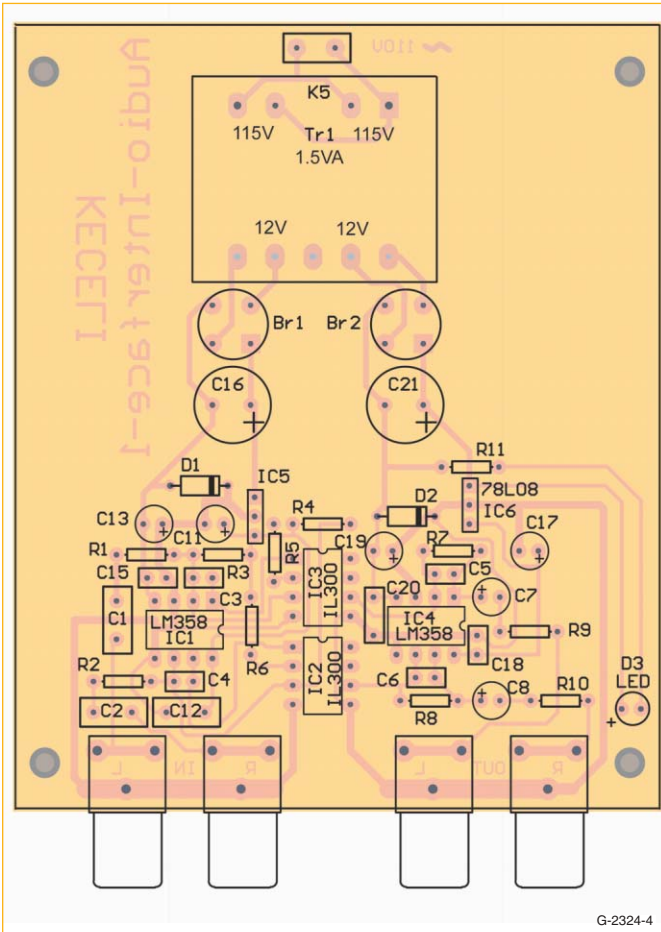 ~ 110V
K5
115V Tr1 115V
1.5VA
12V 12V
Audio-Interface-1
KECELI
Br1 Br2
C16 C21
R11
D1 IC5 78L08
IC6
C13 C11 R4 C19 D2 C17
R1 R3 R5 R7
C15 C3 IC3 IL300 C20 C5 C7
C1 LM358 IC4
IC1 LM358 R9
R2 C4 R6 IC2 IL300 C6 C18 D3
LED
C2 C12 R8 C8 R10 +
L IN R L OUT R
G-2324-4